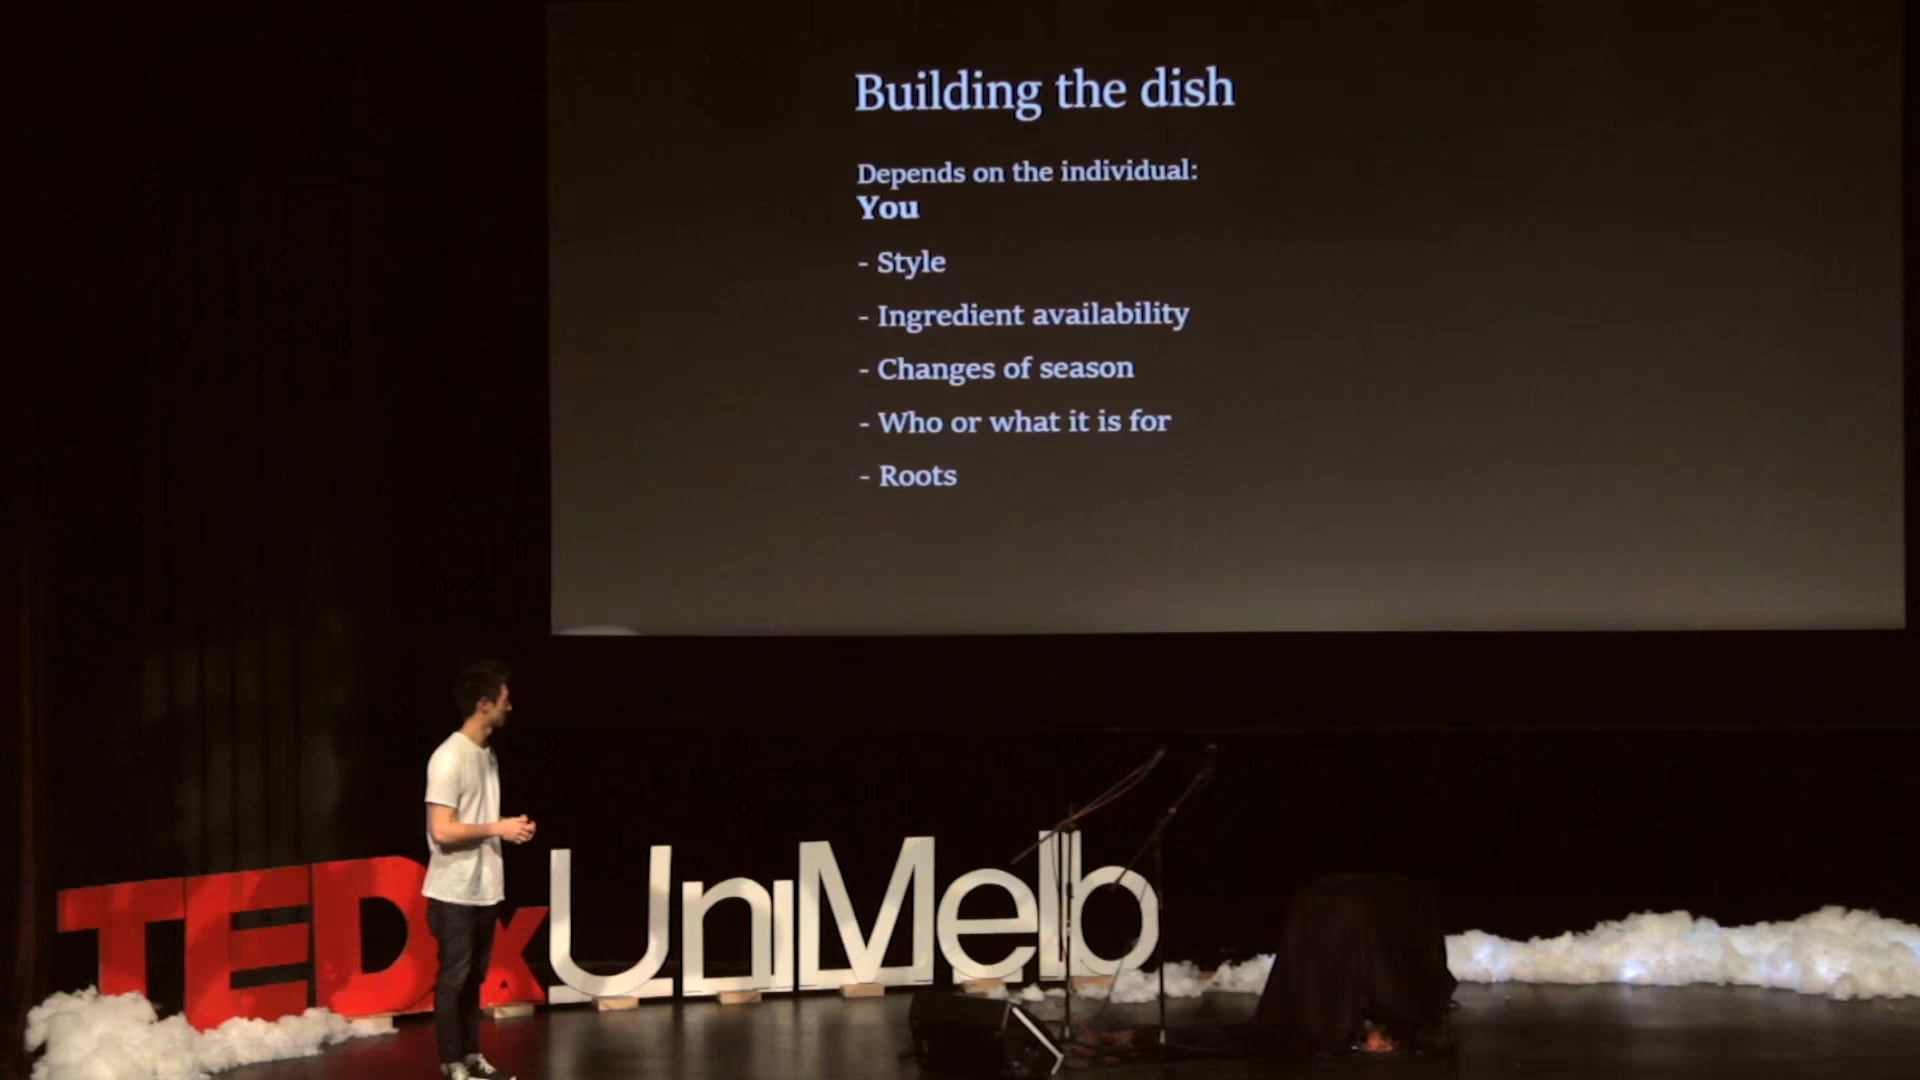 Building the dish
Depends on the individual:
You
- Style
- Ingredient availability
- Changes of season
- Who or what it is for
- Roots
TEDxUniMelb